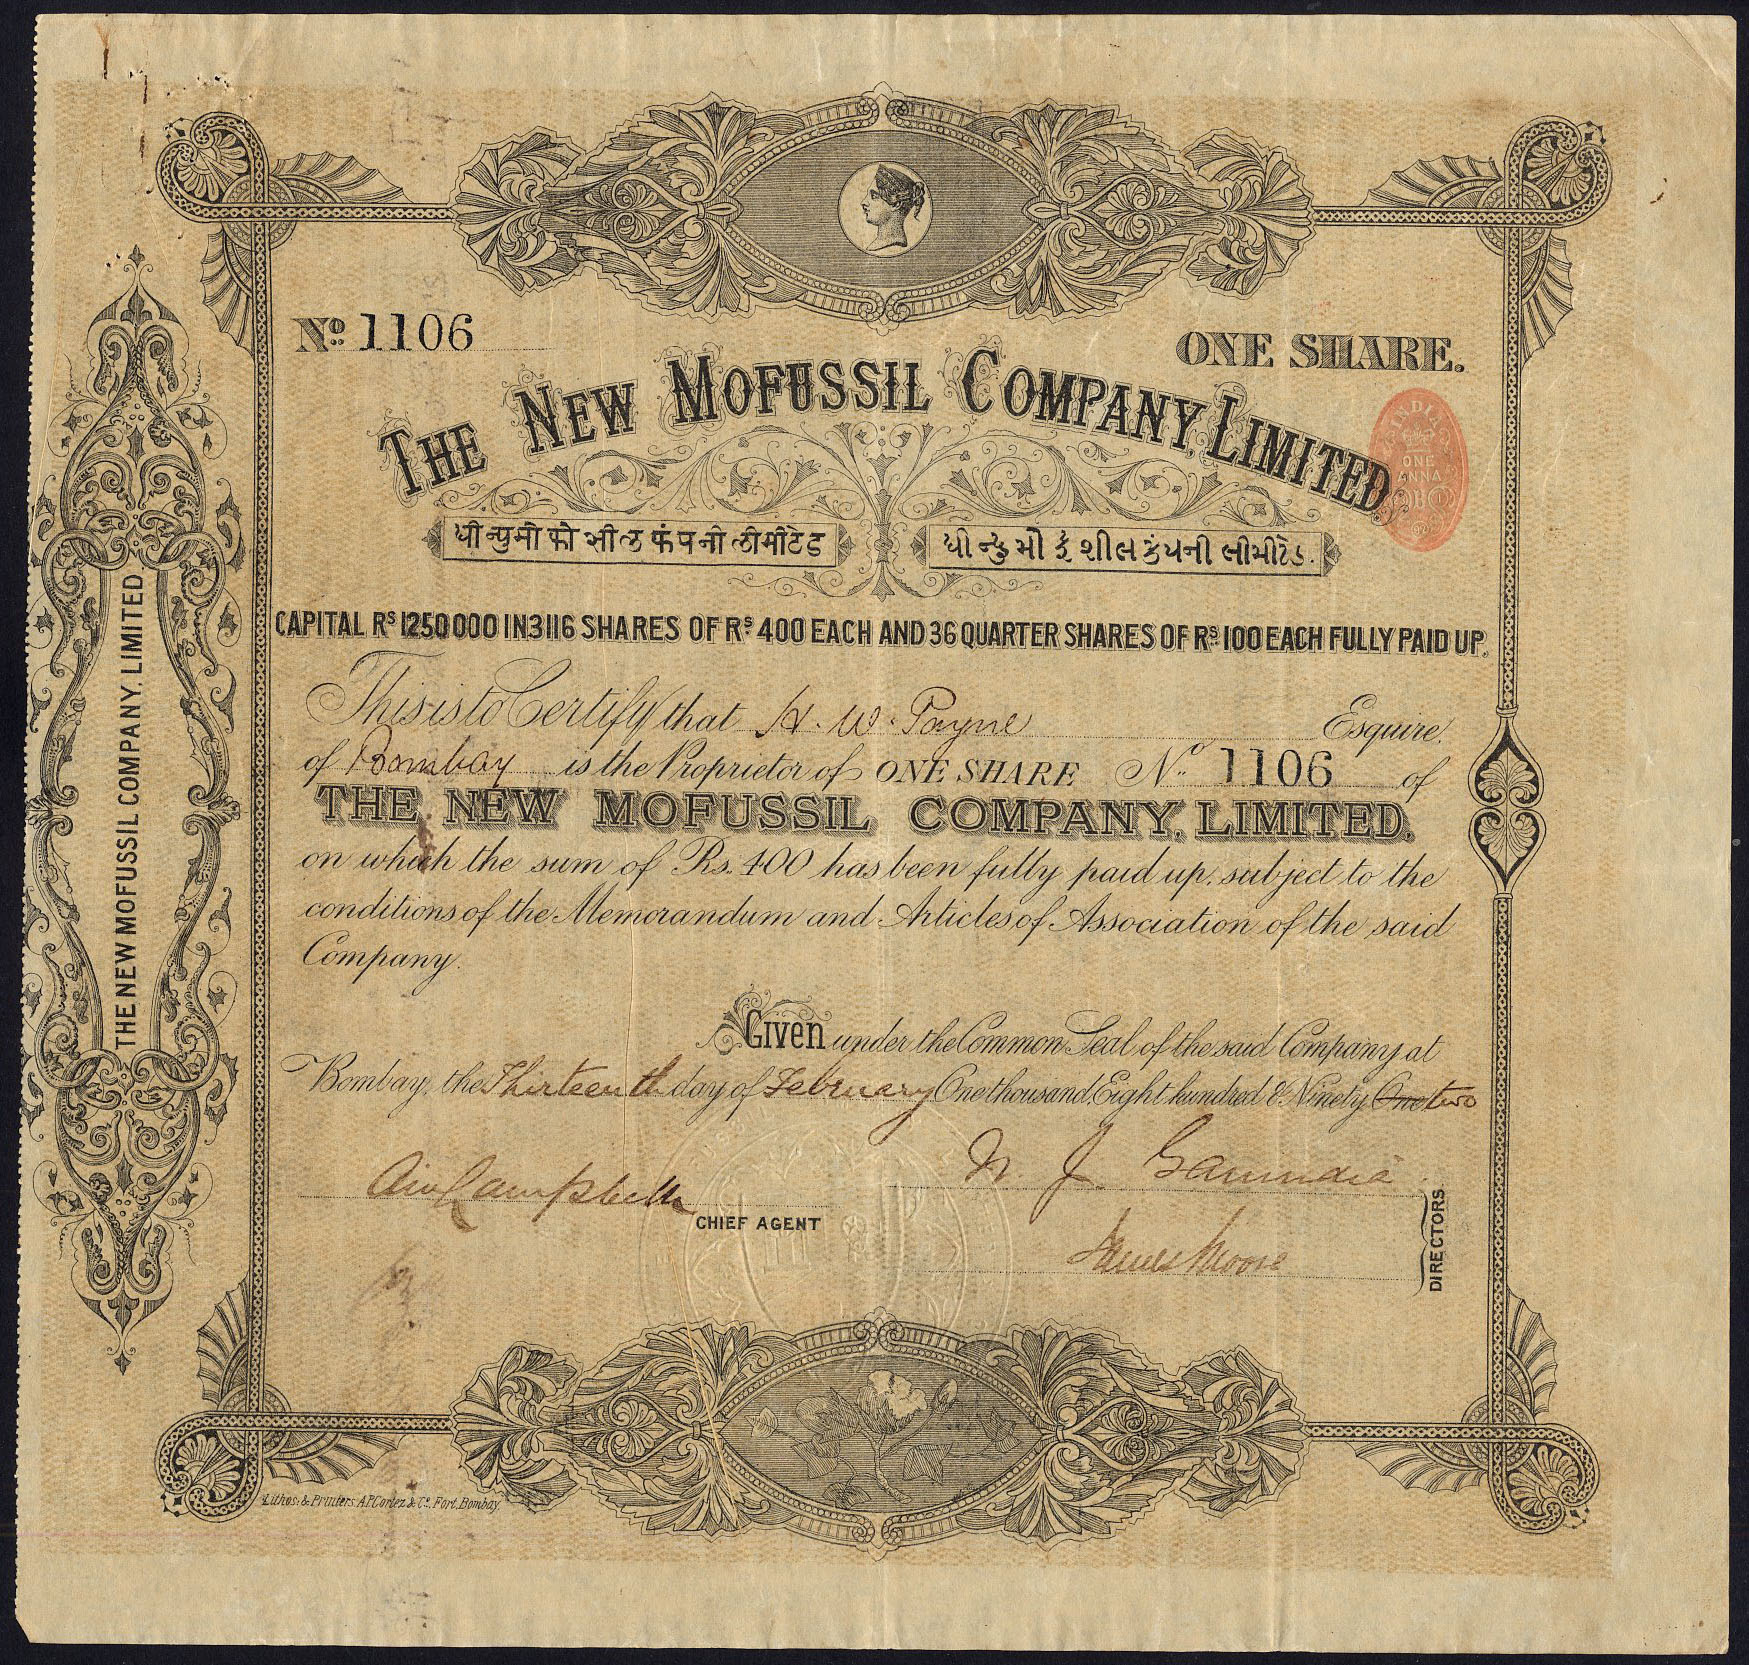 No. 1106
ONE SHARE.
THE NEW MOFUSSIL COMPANY, LIMITED.
INDIA
ONE
ANNA
धी न्युमोफोसील कंपनी लीमीटेड
ધી ન્યુ મોફંશીલ કંપની લીમીટેડ.
CAPITAL RS 1250000 IN 3116 SHARES OF RS 400 EACH AND 36 QUARTER SHARES OF RS 100 EACH FULLY PAID UP.
This is to Certify that H. W. Payne Esquire.
of Bombay is the Proprietor of ONE SHARE No. 1106 of
THE NEW MOFUSSIL COMPANY, LIMITED.
on which the sum of Rs. 400 has been fully paid up, subject to the
conditions of the Memorandum and Articles of Association of the said
Company.
GIVEN under the Common Seal of the said Company at
Bombay, the Thirteenth day of February One thousand Eight hundred & Ninety One two
Campbell
CHIEF AGENT
N J Gamadia
James Moore
DIRECTORS
Lithos: & Printers A.P. Cortez & Co. Fort, Bombay
THE NEW MOFUSSIL COMPANY, LIMITED